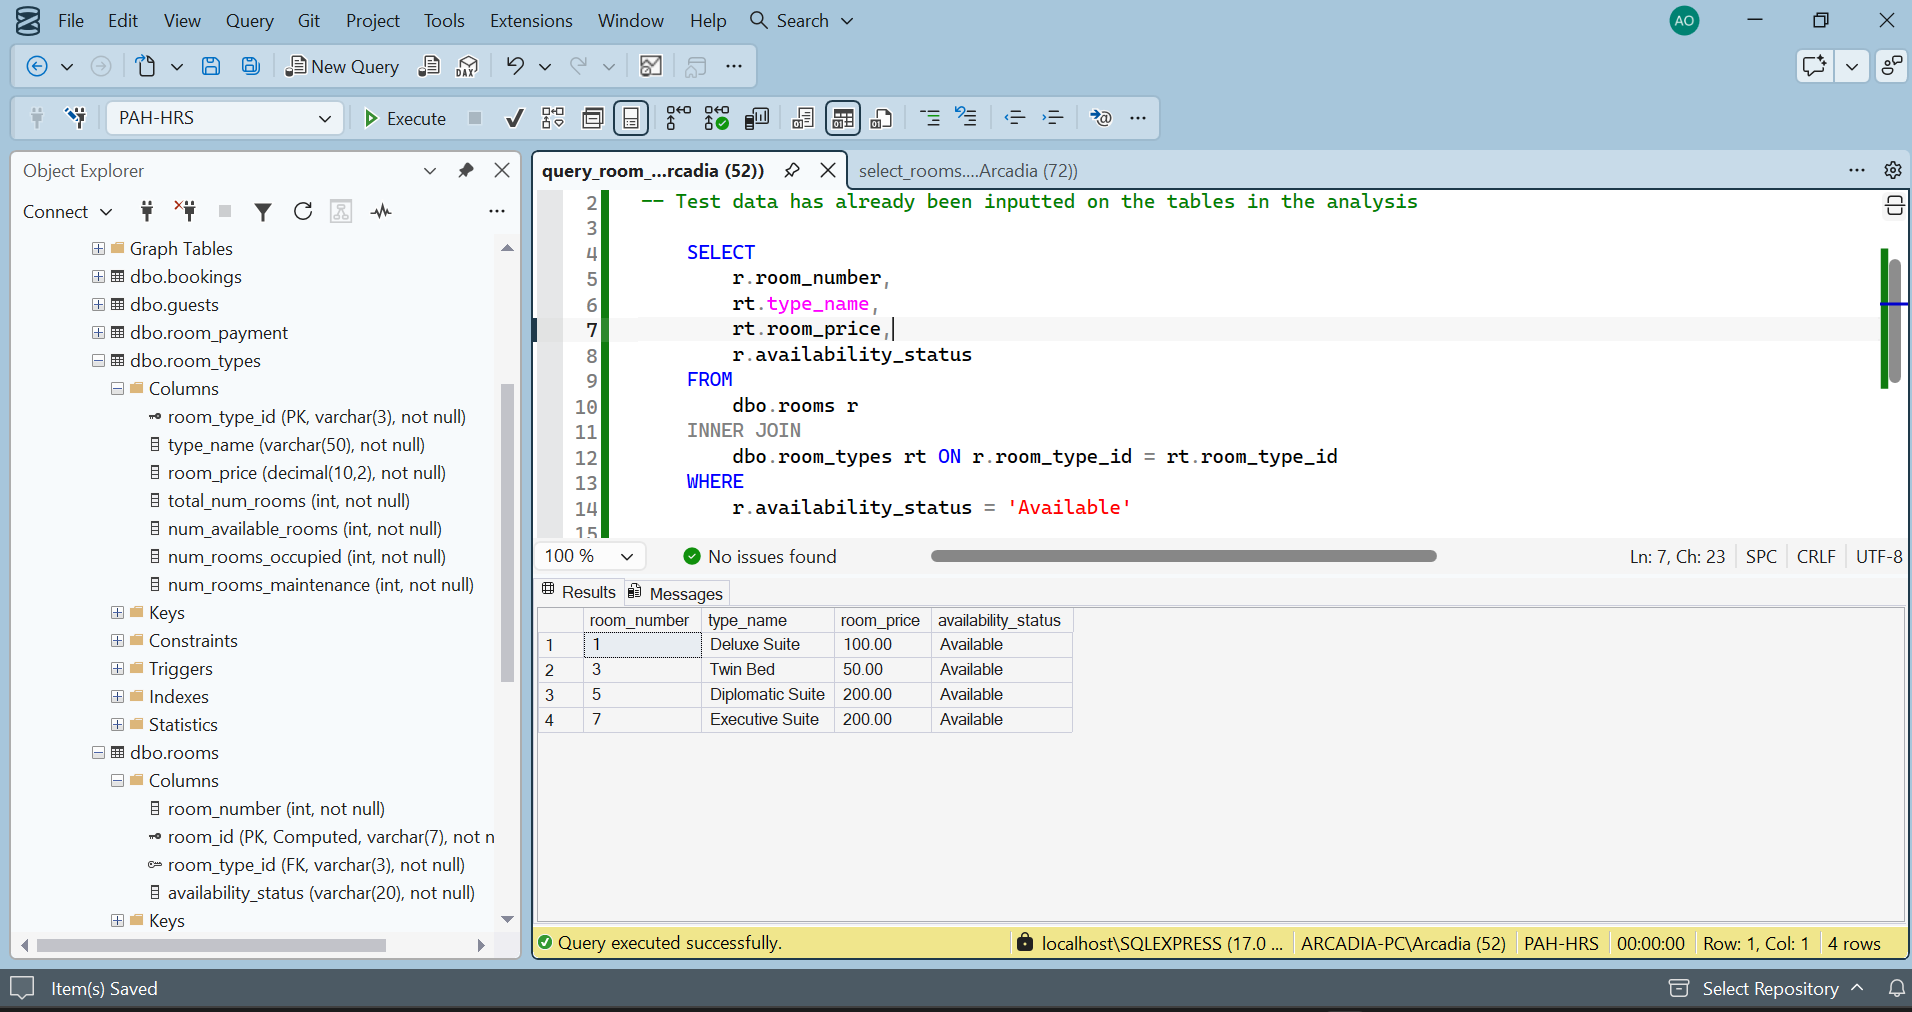 File Edit View Query Git Project Tools Extensions Window Help Search AO
New Query DAX
PAH-HRS Execute
Object Explorer
Connect
Graph Tables
dbo.bookings
dbo.guests
dbo.room_payment
dbo.room_types
Columns
room_type_id (PK, varchar(3), not null)
type_name (varchar(50), not null)
room_price (decimal(10,2), not null)
total_num_rooms (int, not null)
num_available_rooms (int, not null)
num_rooms_occupied (int, not null)
num_rooms_maintenance (int, not null)
Keys
Constraints
Triggers
Indexes
Statistics
dbo.rooms
Columns
room_number (int, not null)
room_id (PK, Computed, varchar(7), not n
room_type_id (FK, varchar(3), not null)
availability_status (varchar(20), not null)
Keys
query_room_...rcadia (52)) select_rooms....Arcadia (72))
2 -- Test data has already been inputted on the tables in the analysis
3
4 SELECT
5 r.room_number,
6 rt.type_name,
7 rt.room_price,
8 r.availability_status
9 FROM
10 dbo.rooms r
11 INNER JOIN
12 dbo.room_types rt ON r.room_type_id = rt.room_type_id
13 WHERE
14 r.availability_status = 'Available'
15
100 % No issues found Ln: 7, Ch: 23 SPC CRLF UTF-8
Results Messages
room_number type_name room_price availability_status
1 1 Deluxe Suite 100.00 Available
2 3 Twin Bed 50.00 Available
3 5 Diplomatic Suite 200.00 Available
4 7 Executive Suite 200.00 Available
Query executed successfully. localhost\SQLEXPRESS (17.0 ... ARCADIA-PC\Arcadia (52) PAH-HRS 00:00:00 Row: 1, Col: 1 4 rows
Item(s) Saved Select Repository